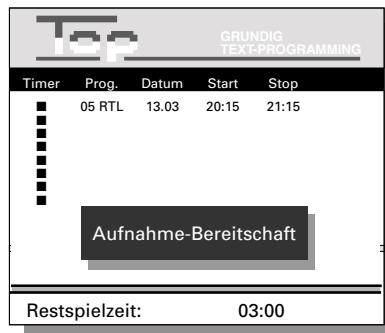 Top
GRUNDIG
TEXT-PROGRAMMING
Timer Prog. Datum Start Stop
05 RTL 13.03 20:15 21:15
Aufnahme-Bereitschaft
Restspielzeit: 03:00